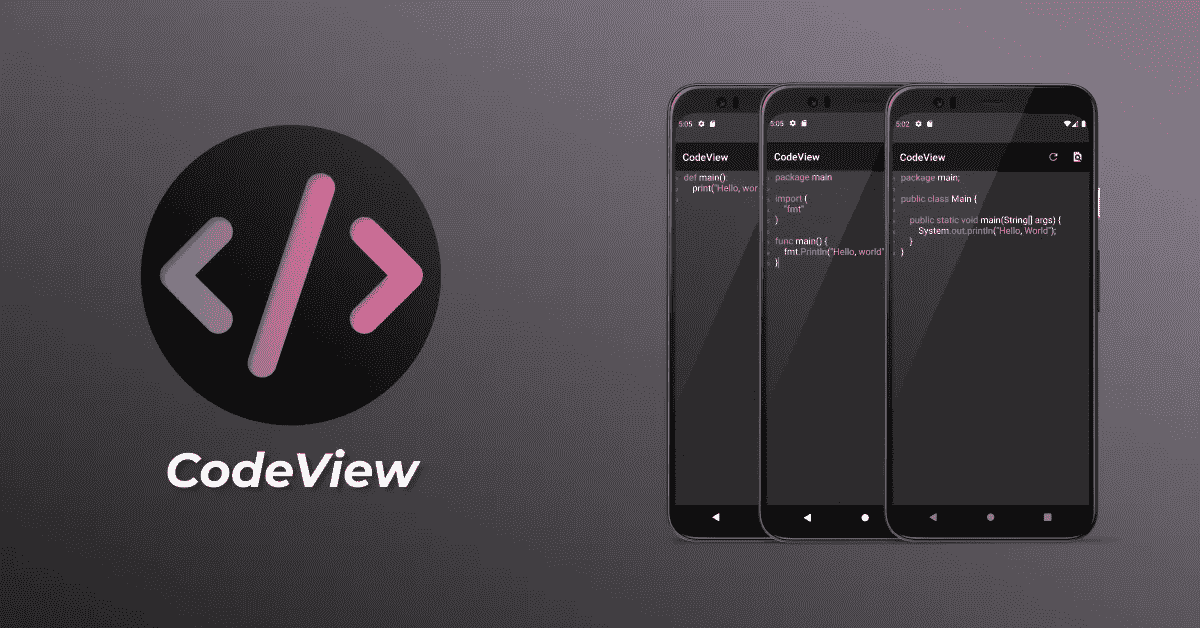 CodeView
5:05
CodeView
def main():
print("Hello, wor
5:05
CodeView
package main
import (
"fmt"
)
func main() {
fmt.Println("Hello, world"
}
5:02
CodeView
package main;
public class Main {
public static void main(String[] args) {
System.out.println("Hello, World");
}
}